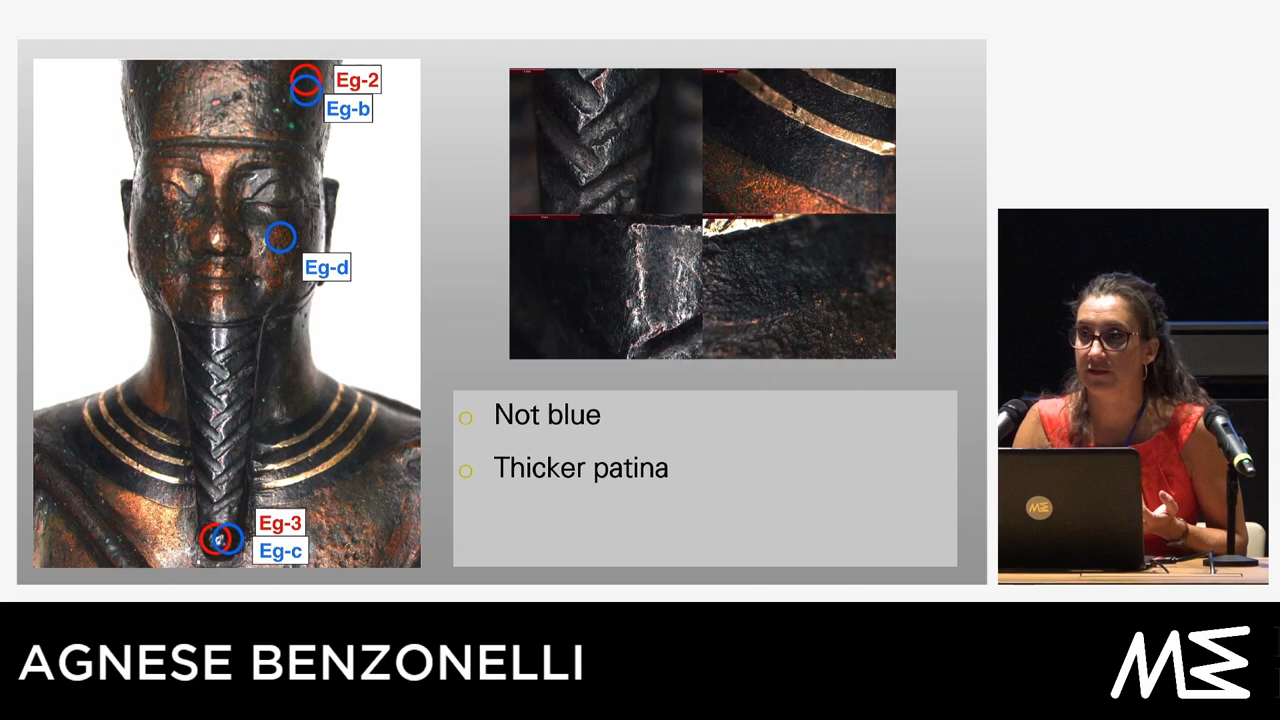 Eg-2
Eg-b
Eg-d
Eg-3
Eg-c
Not blue
Thicker patina
AGNESE BENZONELLI